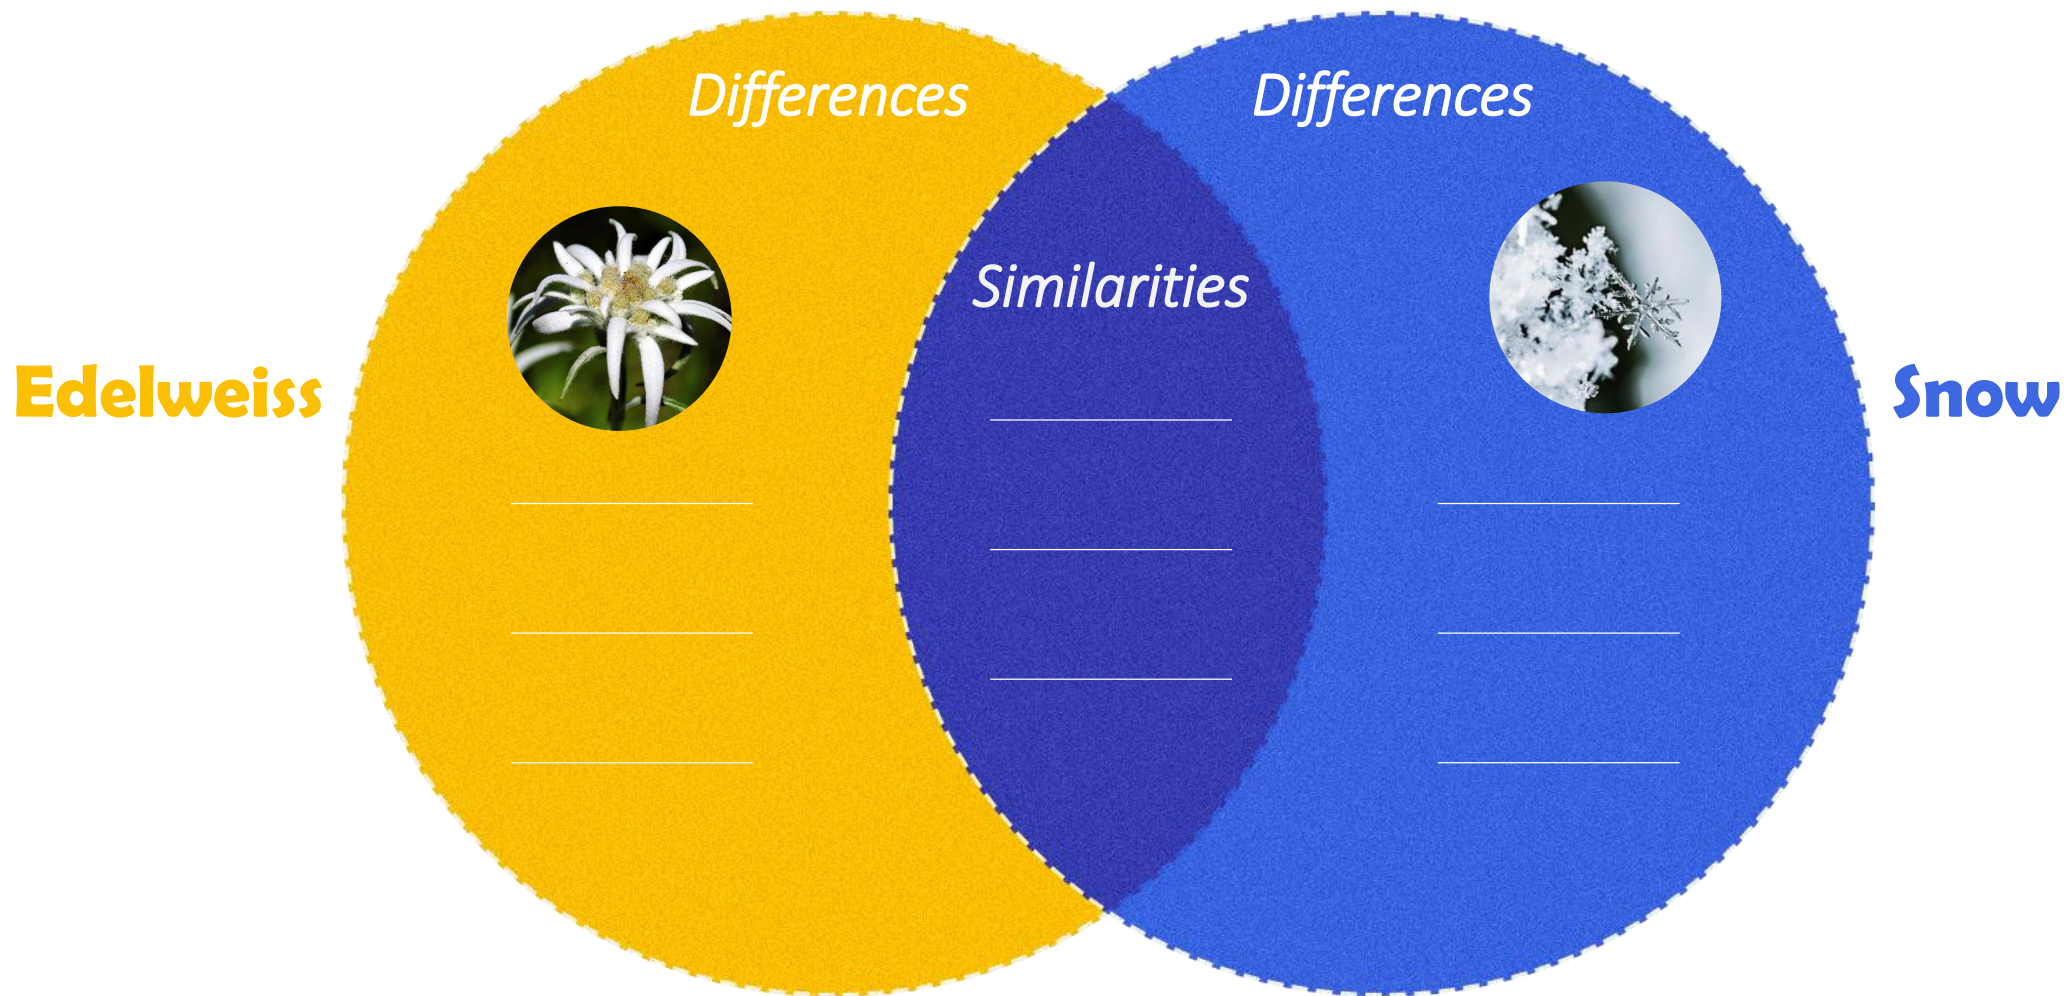 Differences
Differences
Similarities
Edelweiss
Snow